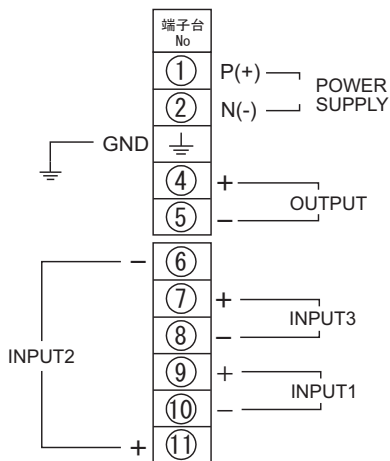 端子台
No
① P(+)
POWER
SUPPLY
② N(-)
GND
④ +
OUTPUT
⑤ −
− ⑥
⑦ +
INPUT3
⑧ −
INPUT2
⑨ +
INPUT1
⑩ −
+ ⑪